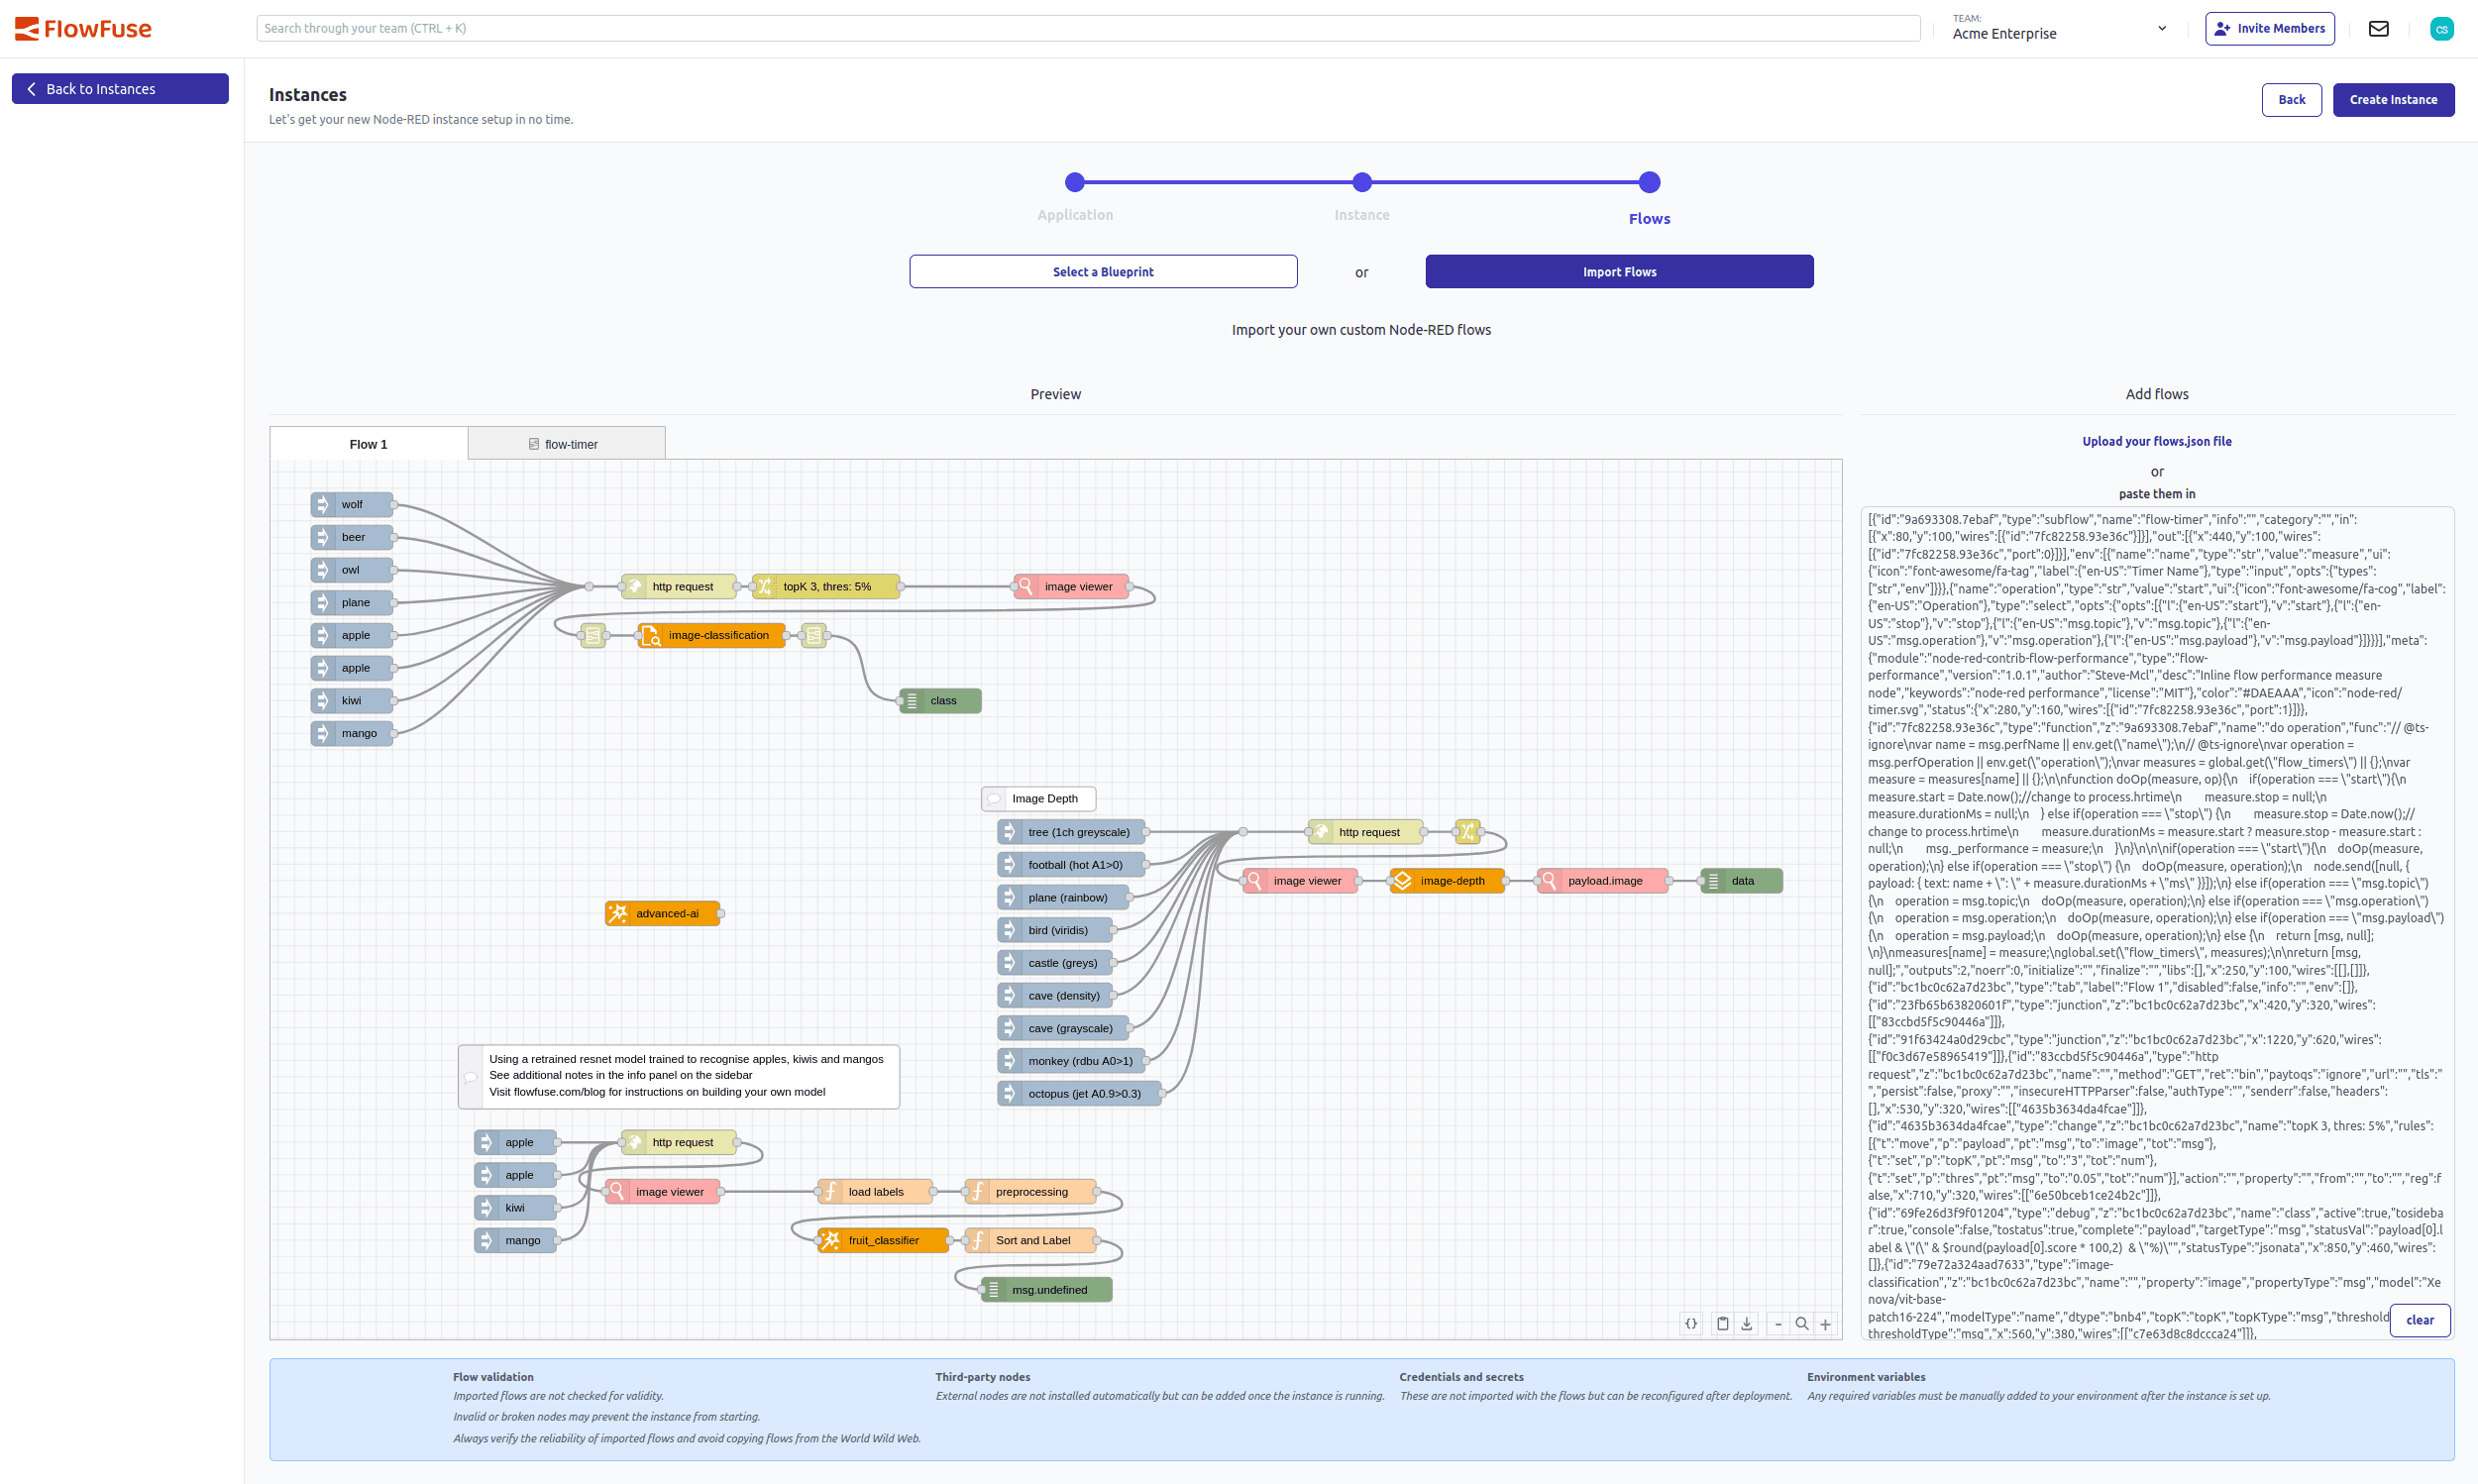 FlowFuse
Search through your team (CTRL + K)
TEAM:
Acme Enterprise
Invite Members
CS
Back to Instances
Instances
Let's get your new Node-RED instance setup in no time.
Back
Create Instance
Application
Instance
Flows
Select a Blueprint
or
Import Flows
Import your own custom Node-RED flows
Preview
Flow 1
flow-timer
wolf
beer
owl
plane
apple
apple
kiwi
mango
http request
topK 3, thres: 5%
image viewer
image-classification
class
Image Depth
tree (1ch greyscale)
football (hot A1>0)
plane (rainbow)
bird (viridis)
castle (greys)
cave (density)
cave (grayscale)
monkey (rdbu A0>1)
octopus (jet A0.9>0.3)
http request
image viewer
image-depth
payload.image
data
advanced-ai
Using a retrained resnet model trained to recognise apples, kiwis and mangos
See additional notes in the info panel on the sidebar
Visit flowfuse.com/blog for instructions on building your own model
apple
apple
kiwi
mango
http request
image viewer
load labels
preprocessing
fruit_classifier
Sort and Label
msg.undefined
{}
-
+
Add flows
Upload your flows.json file
or
paste them in
[{"id":"9a693308.7ebaf","type":"subflow","name":"flow-timer","info":"","category":"","in":
[{"x":80,"y":100,"wires":[{"id":"7fc82258.93e36c"}]}],"out":[{"x":440,"y":100,"wires":
[{"id":"7fc82258.93e36c","port":0}]}],"env":[{"name":"name","type":"str","value":"measure","ui":
{"icon":"font-awesome/fa-tag","label":{"en-US":"Timer Name"},"type":"input","opts":{"types":
["str","env"]}}},{"name":"operation","type":"str","value":"start","ui":{"icon":"font-awesome/fa-cog","label":
{"en-US":"Operation"},"type":"select","opts":{"opts":[{"l":{"en-US":"start"},"v":"start"},{"l":{"en-
US":"stop"},"v":"stop"},{"l":{"en-US":"msg.topic"},"v":"msg.topic"},{"l":{"en-
US":"msg.operation"},"v":"msg.operation"},{"l":{"en-US":"msg.payload"},"v":"msg.payload"}]}}}],"meta":
{"module":"node-red-contrib-flow-performance","type":"flow-
performance","version":"1.0.1","author":"Steve-Mcl","desc":"Inline flow performance measure
node","keywords":"node-red performance","license":"MIT"},"color":"#DAEAAA","icon":"node-red/
timer.svg","status":{"x":280,"y":160,"wires":[{"id":"7fc82258.93e36c","port":1}]}},
{"id":"7fc82258.93e36c","type":"function","z":"9a693308.7ebaf","name":"do operation","func":"// @ts-
ignore\nvar name = msg.perfName || env.get(\"name\");\n// @ts-ignore\nvar operation =
msg.perfOperation || env.get(\"operation\");\nvar measures = global.get(\"flow_timers\") || {};\nvar
measure = measures[name] || {};\n\nfunction doOp(measure, op){\n    if(operation === \"start\"){\n
measure.start = Date.now();//change to process.hrtime\n        measure.stop = null;\n
measure.durationMs = null;\n    } else if(operation === \"stop\") {\n        measure.stop = Date.now();//
change to process.hrtime\n        measure.durationMs = measure.start ? measure.stop - measure.start :
null;\n        msg._performance = measure;\n    }\n}\n\n\nif(operation === \"start\"){\n    doOp(measure,
operation);\n} else if(operation === \"stop\") {\n    doOp(measure, operation);\n    node.send([null, {
payload: { text: name + \": \" + measure.durationMs + \"ms\" }}]);\n} else if(operation === \"msg.topic\")
{\n    operation = msg.topic;\n    doOp(measure, operation);\n} else if(operation === \"msg.operation\")
{\n    operation = msg.operation;\n    doOp(measure, operation);\n} else if(operation === \"msg.payload\")
{\n    operation = msg.payload;\n    doOp(measure, operation);\n} else {\n    return [msg, null];
\n}\nmeasures[name] = measure;\nglobal.set(\"flow_timers\", measures);\n\nreturn [msg,
null];","outputs":2,"noerr":0,"initialize":"","finalize":"","libs":[],"x":250,"y":100,"wires":[[],[]]},
{"id":"bc1bc0c62a7d23bc","type":"tab","label":"Flow 1","disabled":false,"info":"","env":[]},
{"id":"23fb65b63820601f","type":"junction","z":"bc1bc0c62a7d23bc","x":420,"y":320,"wires":
[["83ccbd5f5c90446a"]]},
{"id":"91f63424a0d29cbc","type":"junction","z":"bc1bc0c62a7d23bc","x":1220,"y":620,"wires":
[["f0c3d67e58965419"]]},{"id":"83ccbd5f5c90446a","type":"http
request","z":"bc1bc0c62a7d23bc","name":"","method":"GET","ret":"bin","paytoqs":"ignore","url":"","tls":"
","persist":false,"proxy":"","insecureHTTPParser":false,"authType":"","senderr":false,"headers":
[],"x":530,"y":320,"wires":[["4635b3634da4fcae"]]},
{"id":"4635b3634da4fcae","type":"change","z":"bc1bc0c62a7d23bc","name":"topK 3, thres: 5%","rules":
[{"t":"move","p":"payload","pt":"msg","to":"image","tot":"msg"},
{"t":"set","p":"topK","pt":"msg","to":"3","tot":"num"},
{"t":"set","p":"thres","pt":"msg","to":"0.05","tot":"num"}],"action":"","property":"","from":"","to":"","reg":f
alse,"x":710,"y":320,"wires":[["6e50bceb1ce24b2c"]]},
{"id":"69fe26d3f9f01204","type":"debug","z":"bc1bc0c62a7d23bc","name":"class","active":true,"tosideba
r":true,"console":false,"tostatus":true,"complete":"payload","targetType":"msg","statusVal":"payload[0].l
abel & \"(\" & $round(payload[0].score * 100,2)  & \"%)\"","statusType":"jsonata","x":850,"y":460,"wires":
[]},{"id":"79e72a324aad7633","type":"image-
classification","z":"bc1bc0c62a7d23bc","name":"","property":"image","propertyType":"msg","model":"Xe
nova/vit-base-
patch16-224","modelType":"name","dtype":"bnb4","topK":"topK","topKType":"msg","threshold
thresholdType":"msg","x":560,"y":380,"wires":[["c7e63d8c8dccca24"]]},
clear
Flow validation
Imported flows are not checked for validity.
Invalid or broken nodes may prevent the instance from starting.
Always verify the reliability of imported flows and avoid copying flows from the World Wild Web.
Third-party nodes
External nodes are not installed automatically but can be added once the instance is running.
Credentials and secrets
These are not imported with the flows but can be reconfigured after deployment.
Environment variables
Any required variables must be manually added to your environment after the instance is set up.